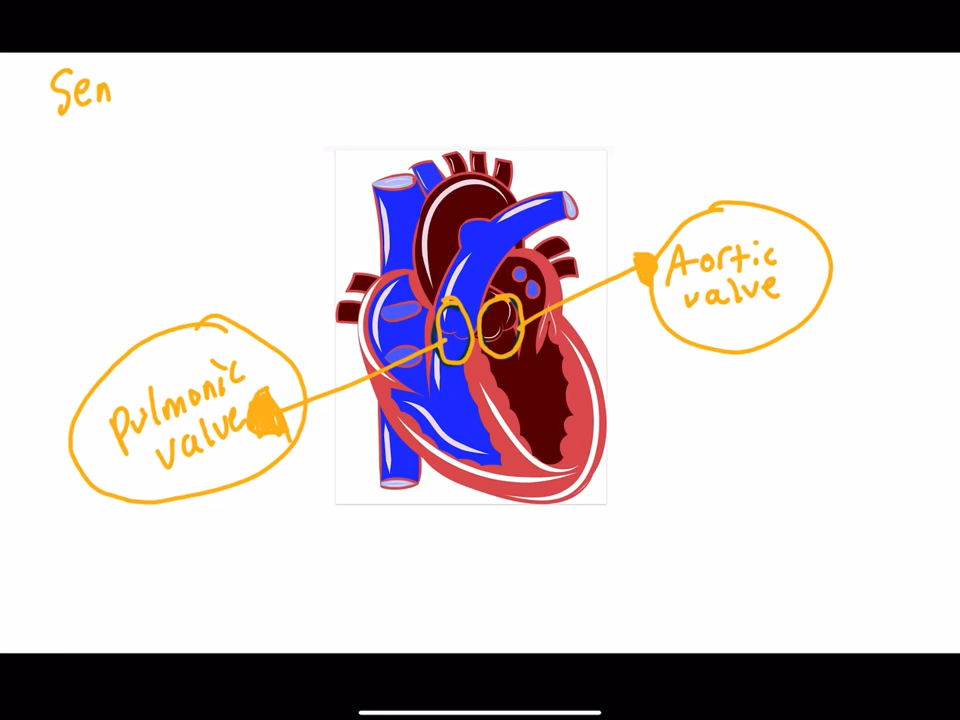 Sen
Aortic
valve
Pulmonic
valve